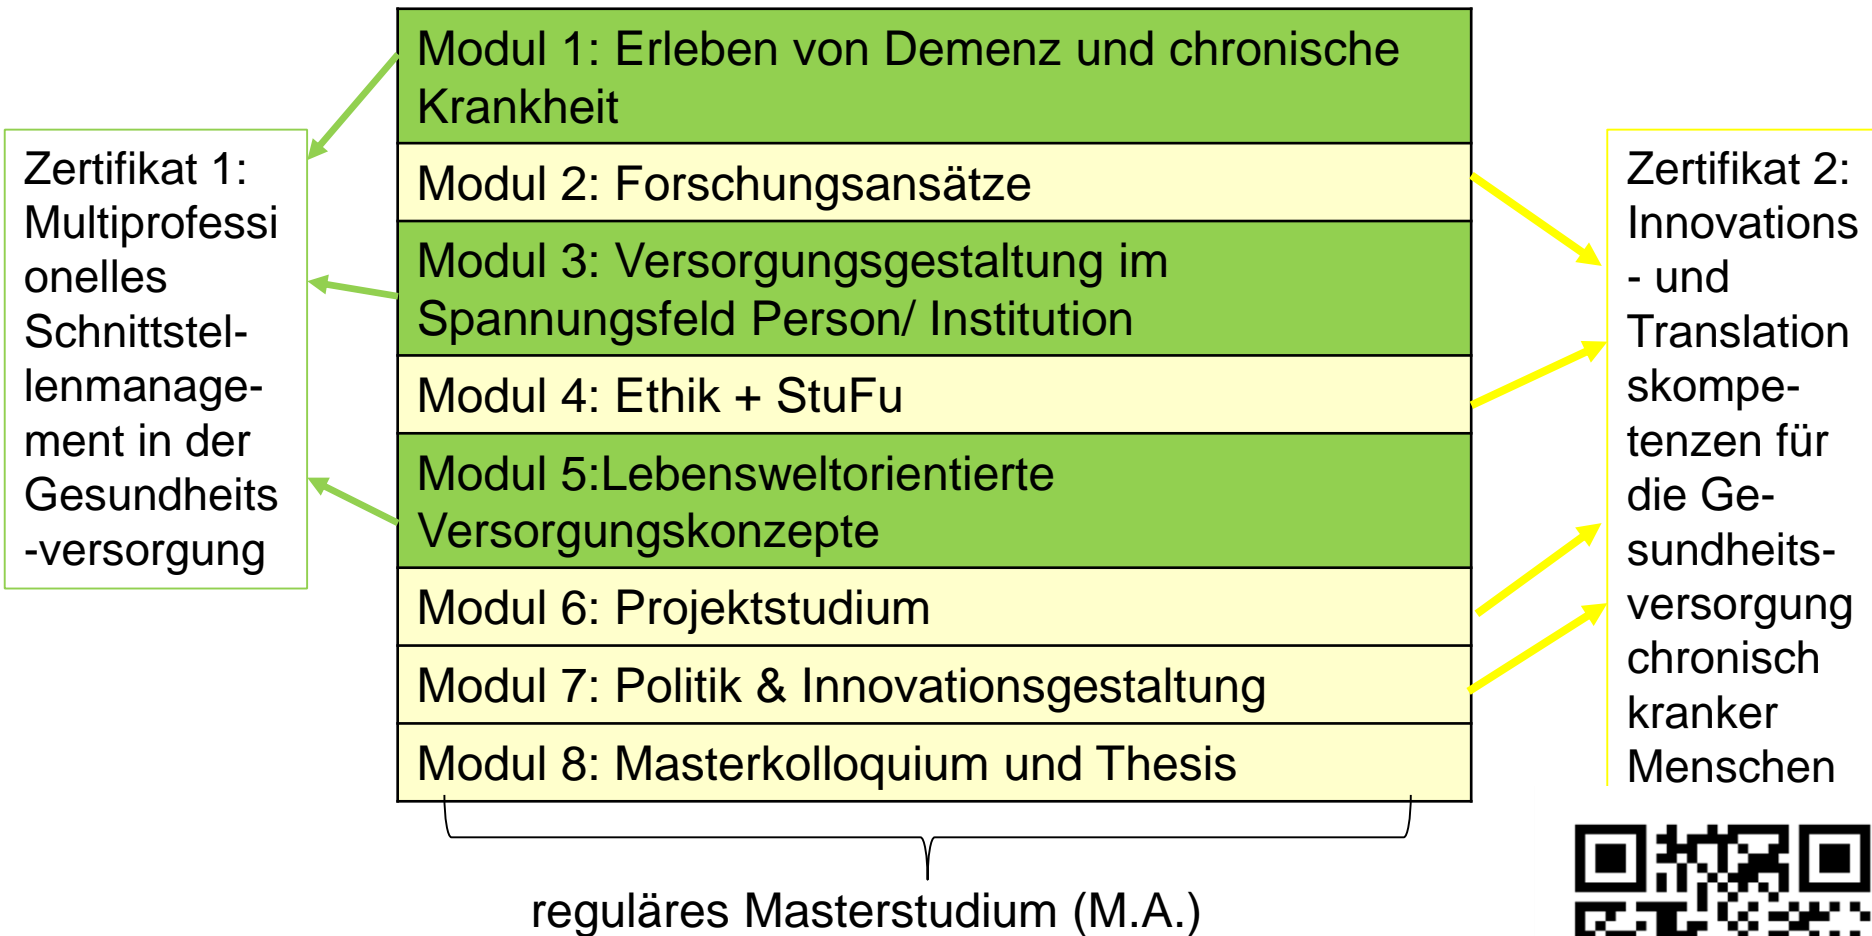 Modul 1: Erleben von Demenz und chronische
Krankheit
Modul 2: Forschungsansätze
Modul 3: Versorgungsgestaltung im
Spannungsfeld Person/ Institution
Modul 4: Ethik + StuFu
Modul 5:Lebensweltorientierte
Versorgungskonzepte
Modul 6: Projektstudium
Modul 7: Politik & Innovationsgestaltung
Modul 8: Masterkolloquium und Thesis
Zertifikat 1:
Multiprofessi
onelles
Schnittstel-
lenmanage-
ment in der
Gesundheits
-versorgung
Zertifikat 2:
Innovations
- und
Translation
skompe-
tenzen für
die Ge-
sundheits-
versorgung
chronisch
kranker
Menschen
reguläres Masterstudium (M.A.)